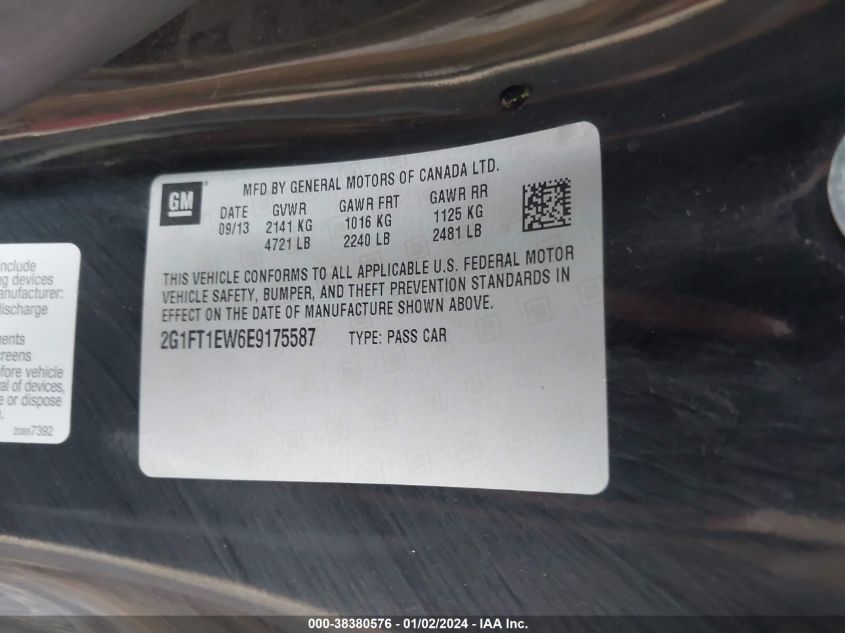 GM
MFD BY GENERAL MOTORS OF CANADA LTD.
DATE GVWR GAWR FRT GAWR RR
09/13 2141 KG 1016 KG 1125 KG
4721 LB 2240 LB 2481 LB
THIS VEHICLE CONFORMS TO ALL APPLICABLE U.S. FEDERAL MOTOR
VEHICLE SAFETY, BUMPER, AND THEFT PREVENTION STANDARDS IN
EFFECT ON THE DATE OF MANUFACTURE SHOWN ABOVE.
2G1FT1EW6E9175587 TYPE: PASS CAR
include
ng devices
anufacturer:
discharge
ments
creens
efore vehicle
al of devices,
e or dispose
20867392
000-38380576 - 01/02/2024 - IAA Inc.